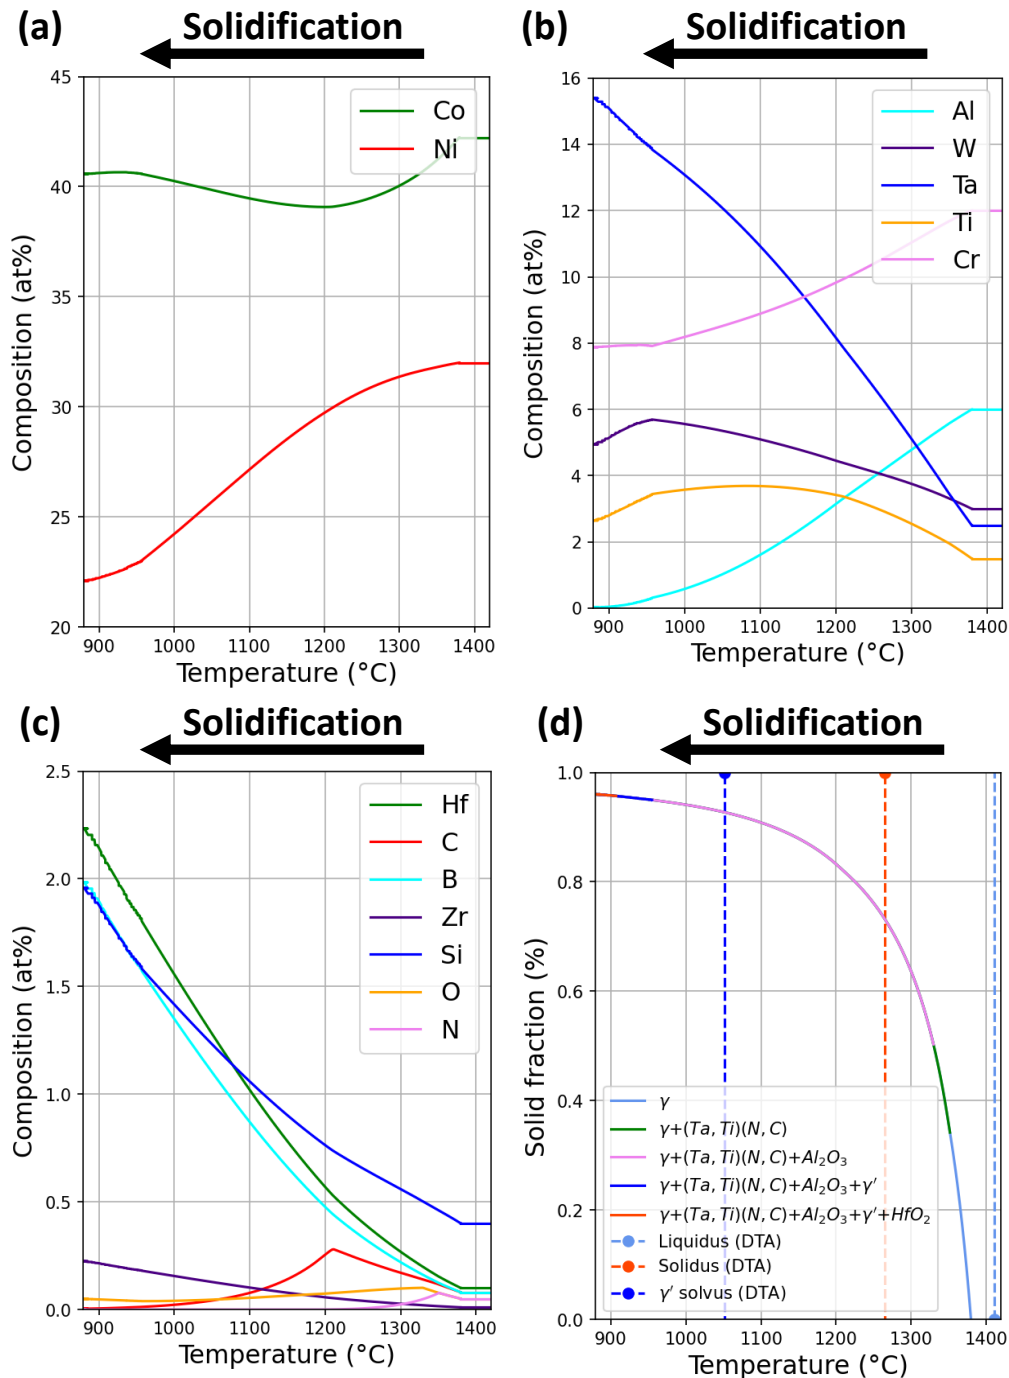 (a)
Solidification
45
40
35
30
25
20
Composition (at%)
Co
Ni
900
1000
1100
1200
1300
1400
Temperature (°C)
(b)
Solidification
16
14
12
10
8
6
4
2
0
Composition (at%)
Al
W
Ta
Ti
Cr
900
1000
1100
1200
1300
1400
Temperature (°C)
(c)
Solidification
2.5
2.0
1.5
1.0
0.5
0.0
Composition (at%)
Hf
C
B
Zr
Si
O
N
900
1000
1100
1200
1300
1400
Temperature (°C)
(d)
Solidification
1.0
0.8
0.6
0.4
0.2
0.0
Solid fraction (%)
γ
γ+(Ta, Ti)(N, C)
γ+(Ta, Ti)(N, C)+Al₂O₃
γ+(Ta, Ti)(N, C)+Al₂O₃+γ′
γ+(Ta, Ti)(N, C)+Al₂O₃+γ′+HfO₂
Liquidus (DTA)
Solidus (DTA)
γ′ solvus (DTA)
900
1000
1100
1200
1300
1400
Temperature (°C)